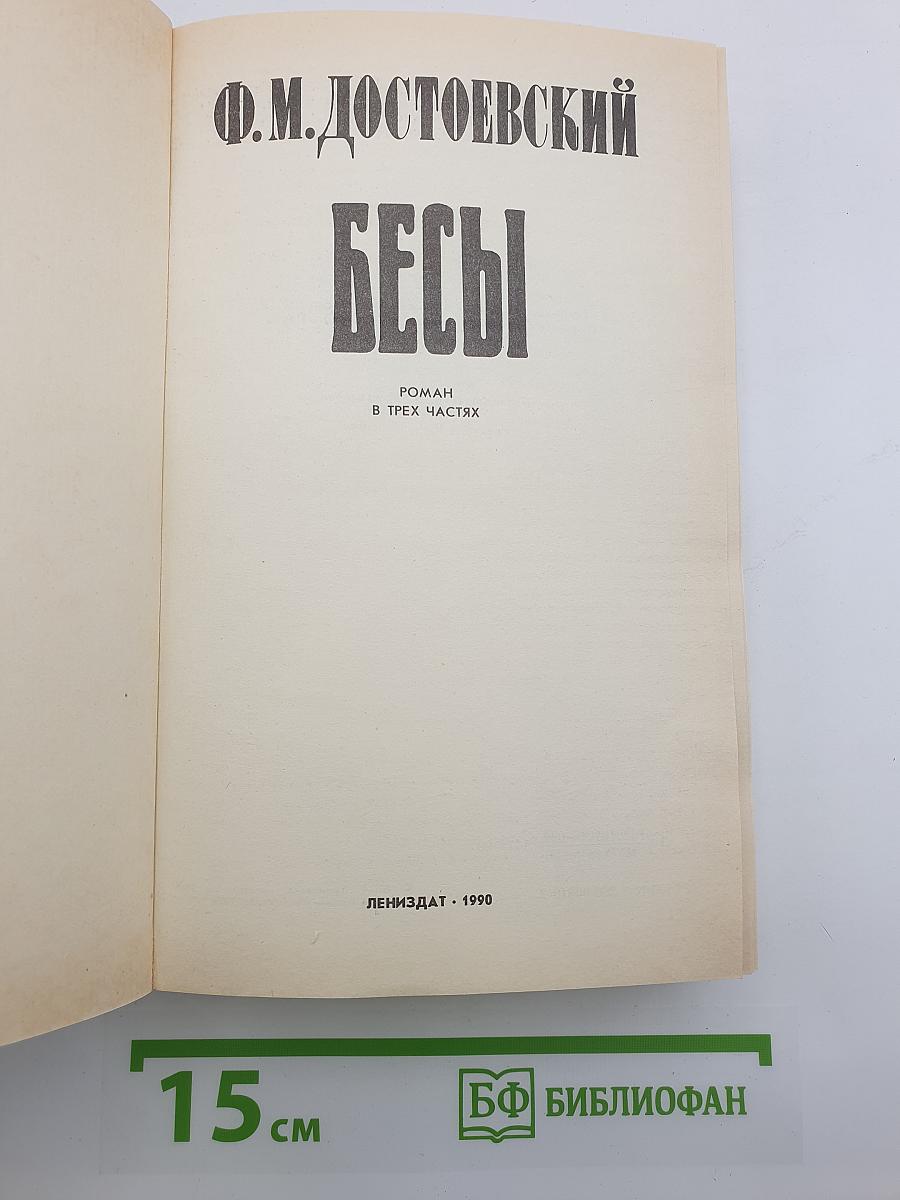 Ф. М. ДОСТОЕВСКИЙ
БЕСЫ
РОМАН
В ТРЕХ ЧАСТЯХ
ЛЕНИЗДАТ · 1990
15 см
БФ БИБЛИОФАН